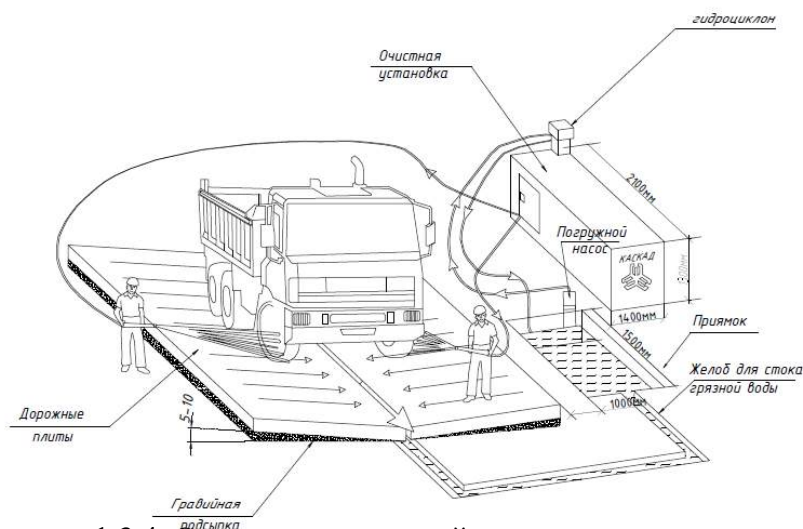 гидроциклон
Очистная
установка
2100мм
Погружной
насос
КАСКАД
1400мм
1500мм
Приямок
Желоб для стока
грязной воды
1000мм
Дорожные
плиты
5-10
Гравийная
подсыпка